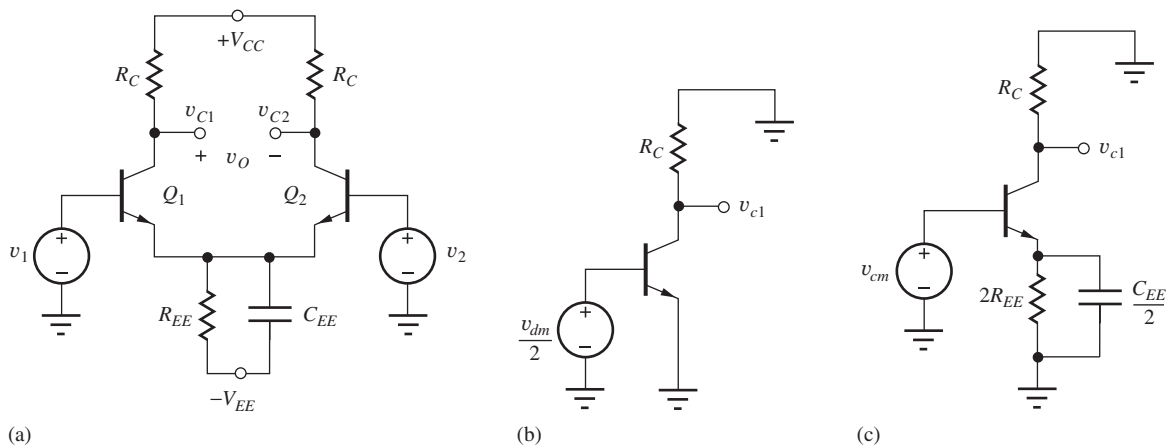 +V_CC
R_C
R_C
v_C1
v_C2
+
v_O
−
Q_1
Q_2
v_1
+
−
+
−
v_2
R_EE
C_EE
−V_EE
(a)
R_C
v_c1
v_dm/2
+
−
(b)
R_C
v_c1
v_cm
+
−
2R_EE
C_EE/2
(c)